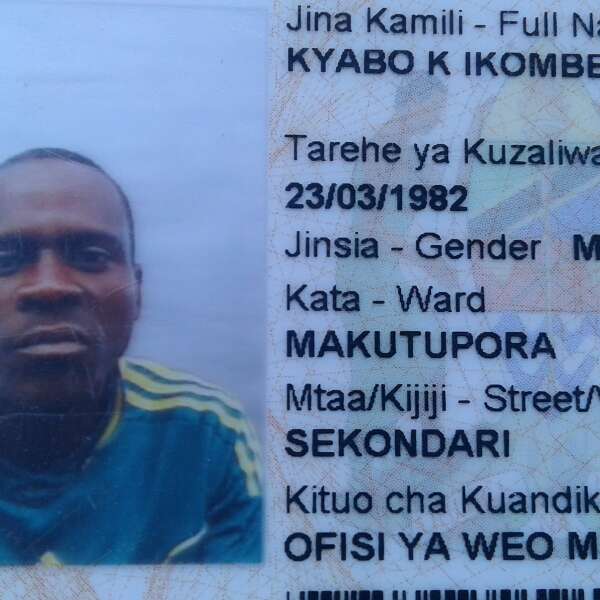 Jina Kamili - Full Na
KYABO K IKOMBE
Tarehe ya Kuzaliwa
23/03/1982
Jinsia - Gender M
Kata - Ward
MAKUTUPORA
Mtaa/Kijiji - Street/
SEKONDARI
Kituo cha Kuandik
OFISI YA WEO M